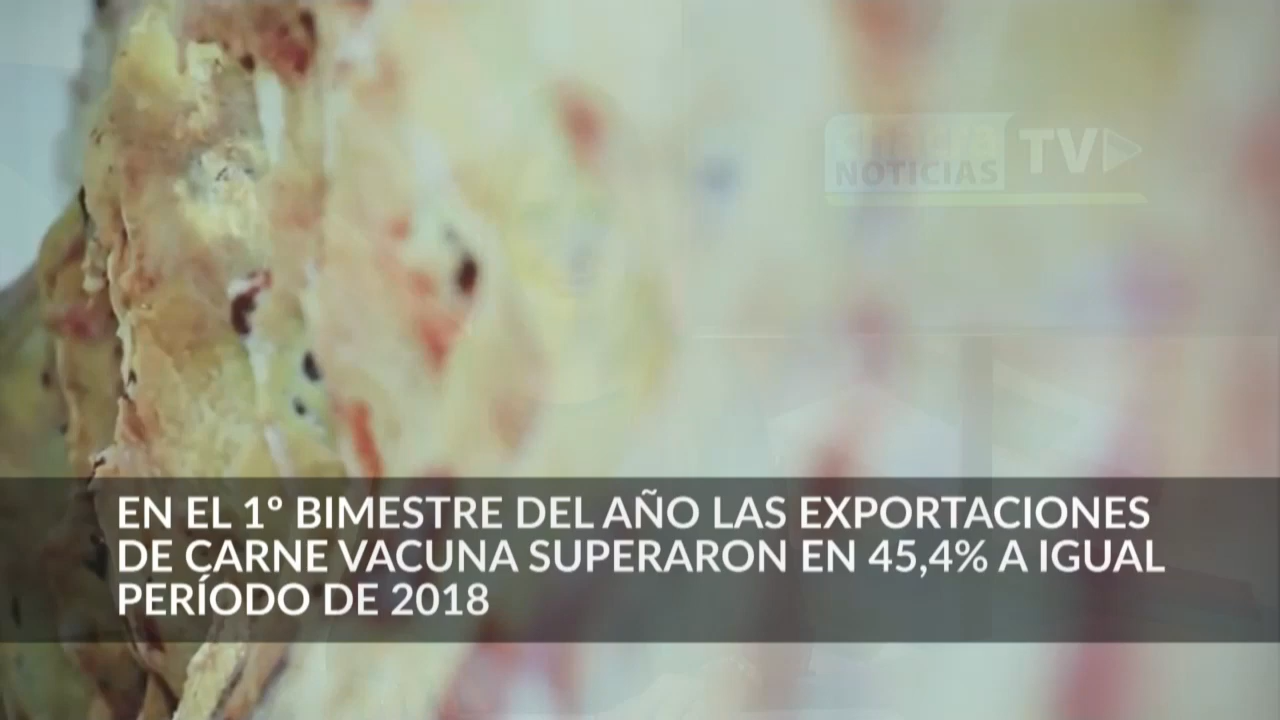 NOTICIAS
TV
EN EL 1º BIMESTRE DEL AÑO LAS EXPORTACIONES
DE CARNE VACUNA SUPERARON EN 45,4% A IGUAL
PERÍODO DE 2018